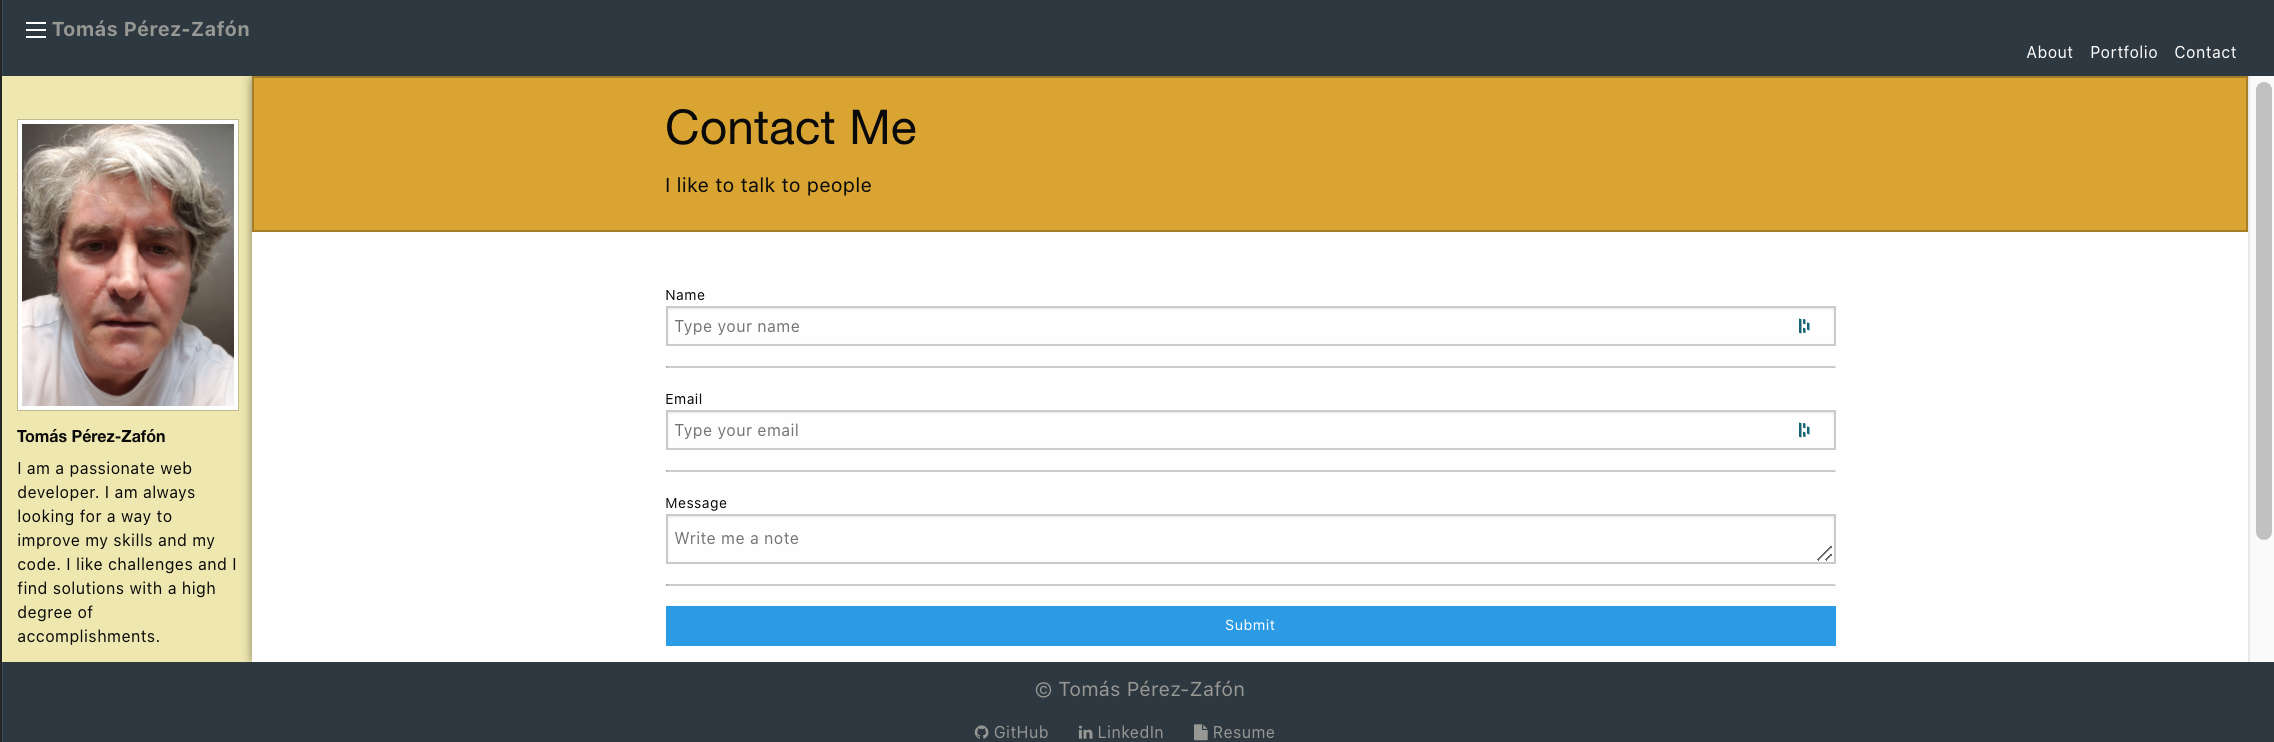 Tomás Pérez-Zafón
About Portfolio Contact
Contact Me
I like to talk to people
Tomás Pérez-Zafón
I am a passionate web
developer. I am always
looking for a way to
improve my skills and my
code. I like challenges and I
find solutions with a high
degree of
accomplishments.
Name
Type your name
Email
Type your email
Message
Write me a note
Submit
© Tomás Pérez-Zafón
GitHub LinkedIn Resume